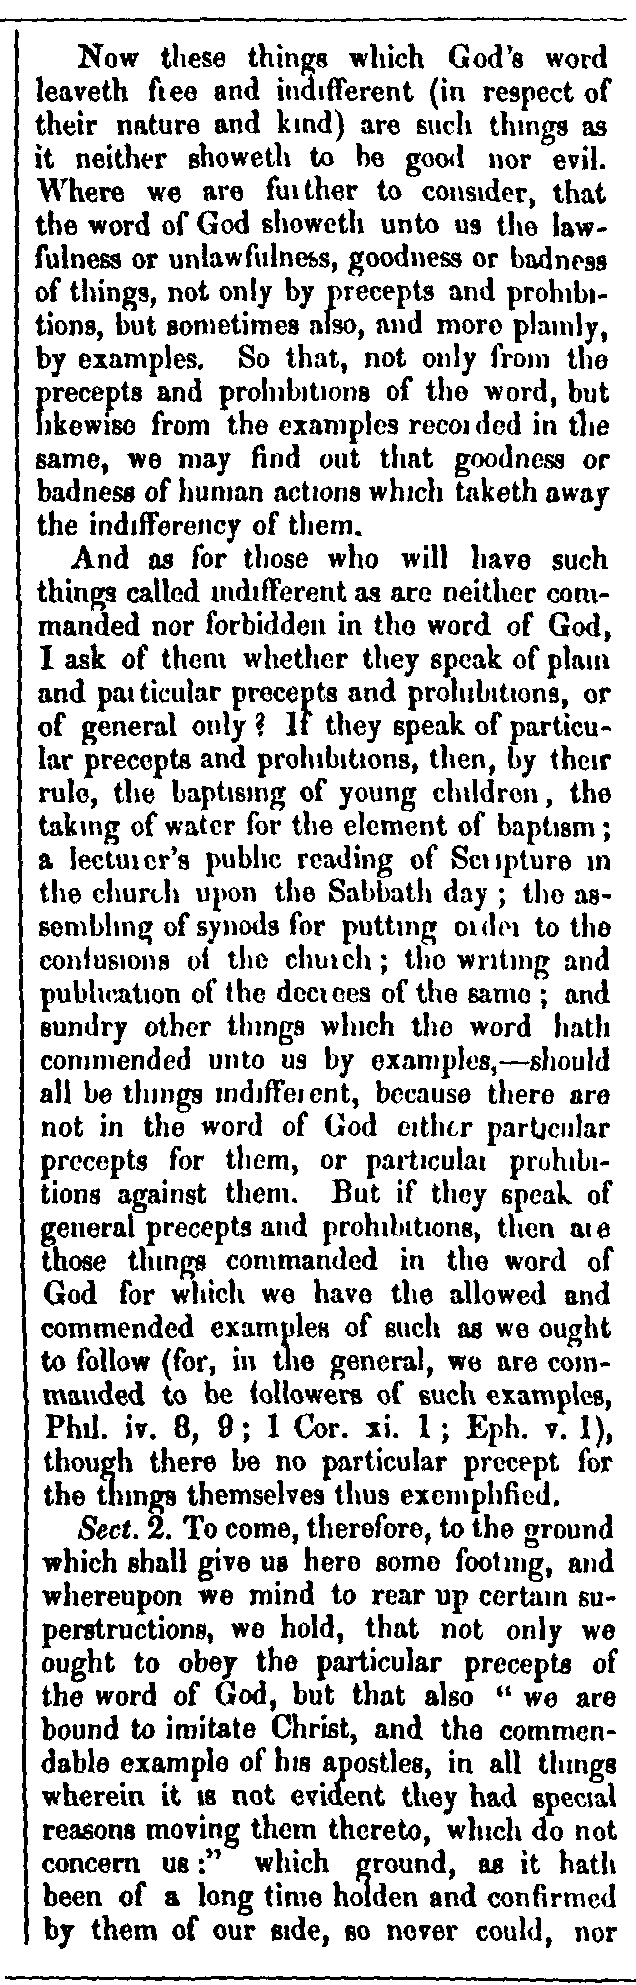 Now these things which God's word
leaveth free and indifferent (in respect of
their nature and kind) are such things as
it neither showeth to be good nor evil.
Where we are further to consider, that
the word of God showeth unto us the law-
fulness or unlawfulness, goodness or badness
of things, not only by precepts and prohibi-
tions, but sometimes also, and more plainly,
by examples. So that, not only from the
precepts and prohibitions of the word, but
likewise from the examples recorded in the
same, we may find out that goodness or
badness of human actions which taketh away
the indifferency of them.
And as for those who will have such
things called indifferent as are neither com-
manded nor forbidden in the word of God,
I ask of them whether they speak of plain
and particular precepts and prohibitions, or
of general only? If they speak of particu-
lar precepts and prohibitions, then, by their
rule, the baptising of young children, the
taking of water for the element of baptism;
a lecturer's public reading of Scripture in
the church upon the Sabbath day; the as-
sembling of synods for putting order to the
confusions of the church; the writing and
publication of the decrees of the same; and
sundry other things which the word hath
commended unto us by examples,—should
all be things indifferent, because there are
not in the word of God either particular
precepts for them, or particular prohibi-
tions against them. But if they speak of
general precepts and prohibitions, then are
those things commanded in the word of
God for which we have the allowed and
commended examples of such as we ought
to follow (for, in the general, we are com-
manded to be followers of such examples,
Phil. iv. 8, 9; 1 Cor. xi. 1; Eph. v. 1),
though there be no particular precept for
the things themselves thus exemplified.
Sect. 2. To come, therefore, to the ground
which shall give us here some footing, and
whereupon we mind to rear up certain su-
perstructions, we hold, that not only we
ought to obey the particular precepts of
the word of God, but that also "we are
bound to imitate Christ, and the commen-
dable example of his apostles, in all things
wherein it is not evident they had special
reasons moving them thereto, which do not
concern us:" which ground, as it hath
been of a long time holden and confirmed
by them of our side, so never could, nor